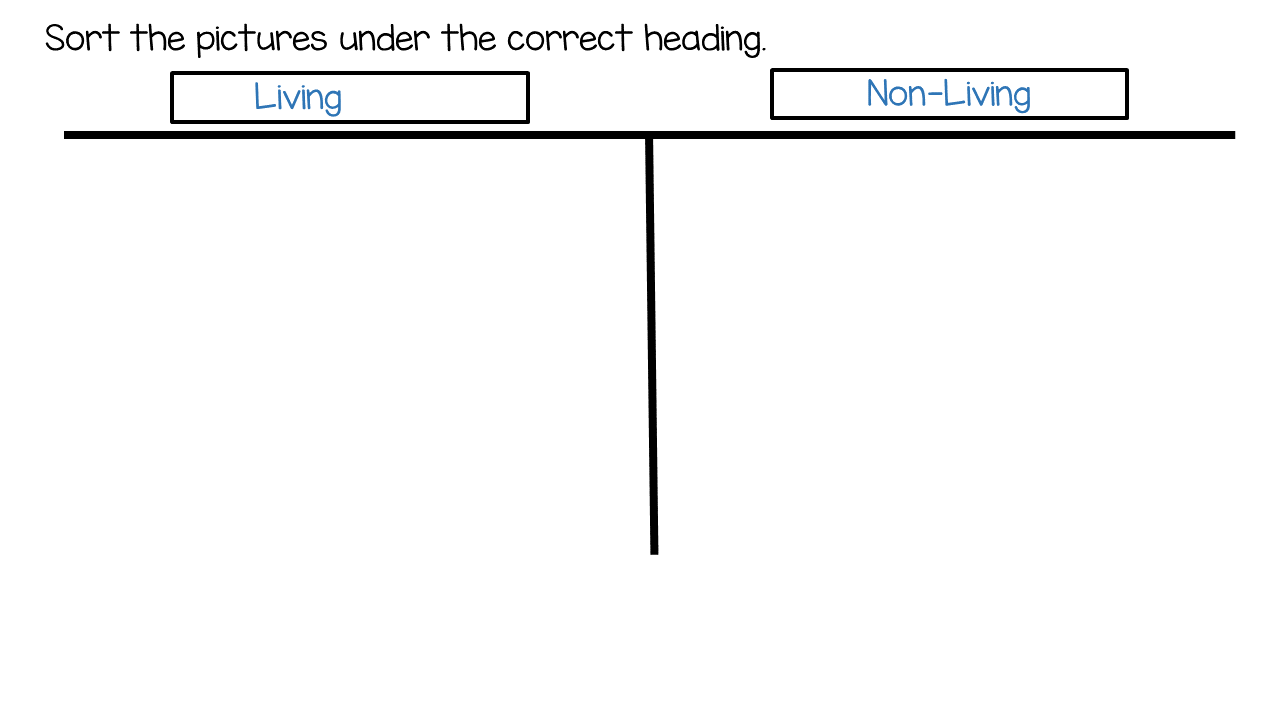 Sort the pictures under the correct heading.
Living
Non-Living